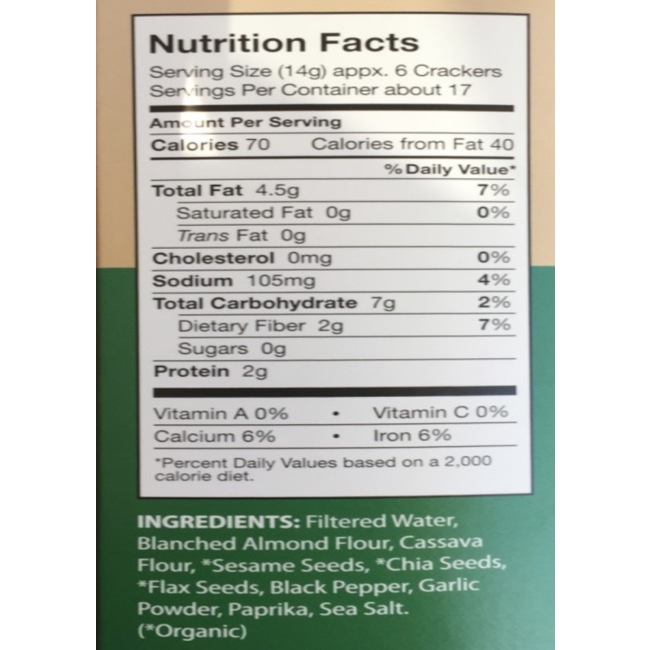 Nutrition Facts
Serving Size (14g) appx. 6 Crackers
Servings Per Container about 17
Amount Per Serving
Calories 70 Calories from Fat 40
% Daily Value*
Total Fat 4.5g 7%
Saturated Fat 0g 0%
Trans Fat 0g
Cholesterol 0mg 0%
Sodium 105mg 4%
Total Carbohydrate 7g 2%
Dietary Fiber 2g 7%
Sugars 0g
Protein 2g
Vitamin A 0% • Vitamin C 0%
Calcium 6% • Iron 6%
*Percent Daily Values based on a 2,000
calorie diet.
INGREDIENTS: Filtered Water,
Blanched Almond Flour, Cassava
Flour, *Sesame Seeds, *Chia Seeds,
*Flax Seeds, Black Pepper, Garlic
Powder, Paprika, Sea Salt.
(*Organic)